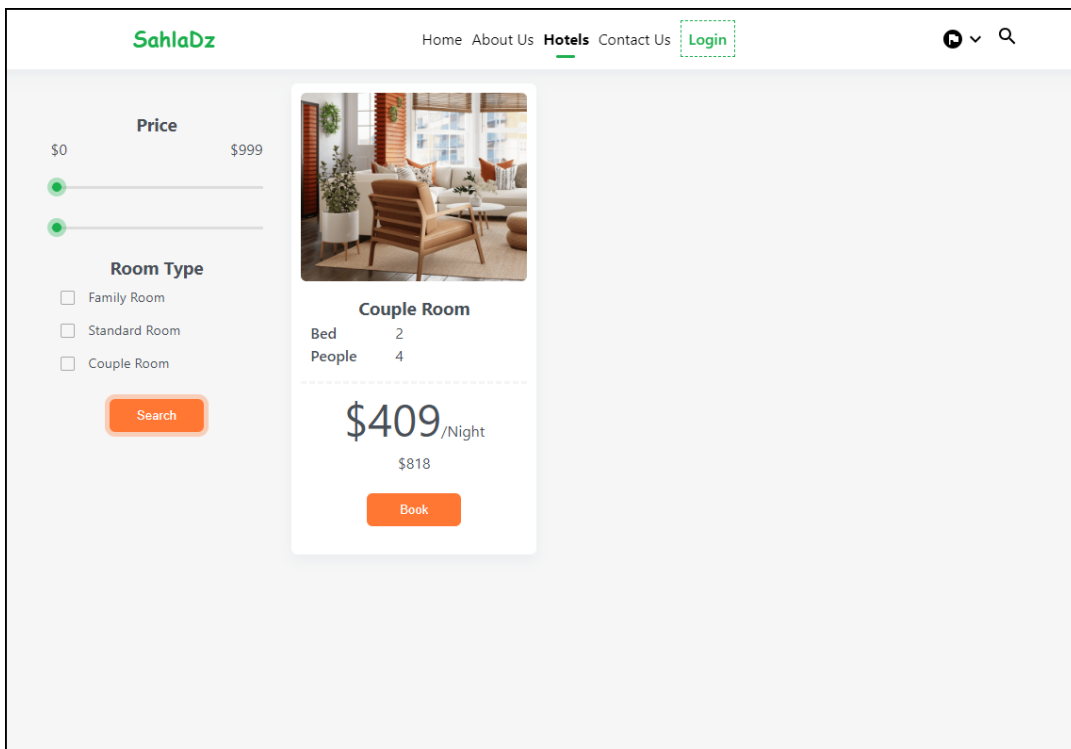 SahlaDz
Home About Us Hotels Contact Us Login
Price
$0 $999
Room Type
Family Room
Standard Room
Couple Room
Search
Couple Room
Bed 2
People 4
$409/Night
$818
Book